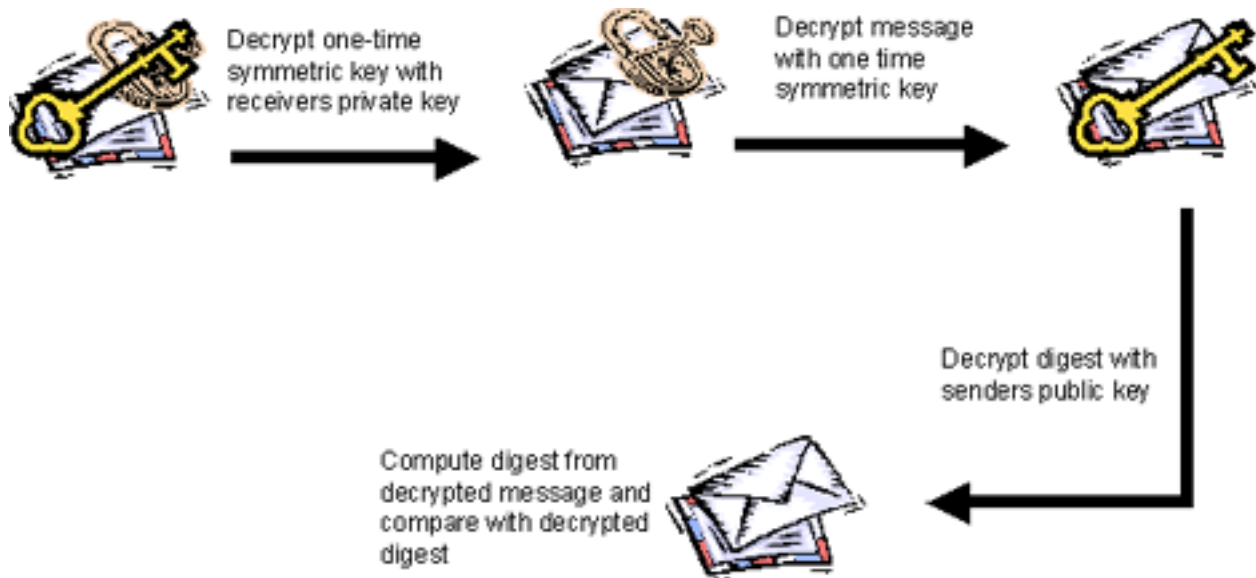 Decrypt one-time
symmetric key with
receivers private key
Decrypt message
with one time
symmetric key
Decrypt digest with
senders public key
Compute digest from
decrypted message and
compare with decrypted
digest